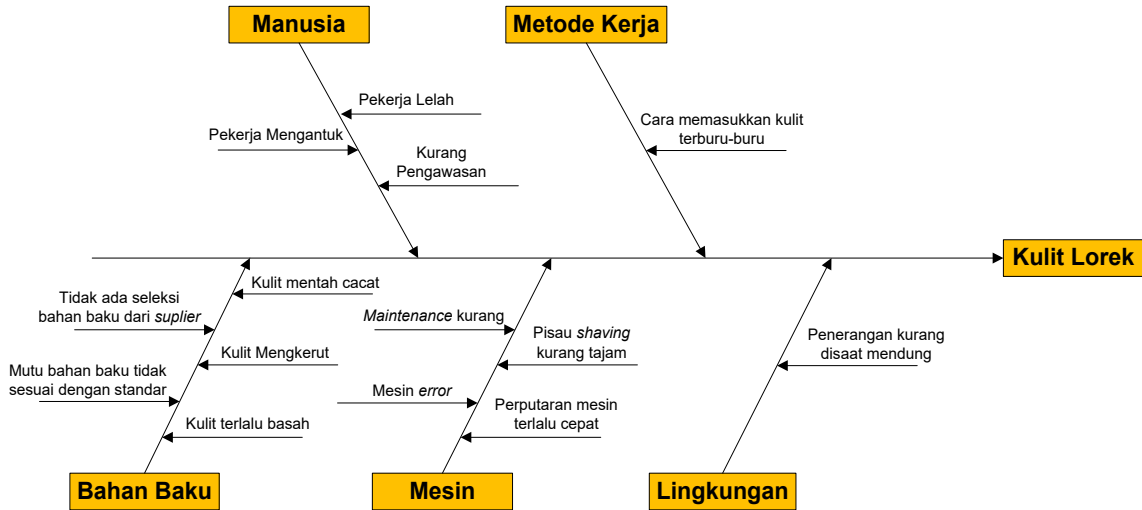 Manusia
Metode Kerja
Pekerja Lelah
Pekerja Mengantuk
Kurang
Pengawasan
Cara memasukkan kulit
terburu-buru
Kulit Lorek
Kulit mentah cacat
Tidak ada seleksi
bahan baku dari suplier
Kulit Mengkerut
Mutu bahan baku tidak
sesuai dengan standar
Kulit terlalu basah
Maintenance kurang
Pisau shaving
kurang tajam
Mesin error
Perputaran mesin
terlalu cepat
Penerangan kurang
disaat mendung
Bahan Baku
Mesin
Lingkungan